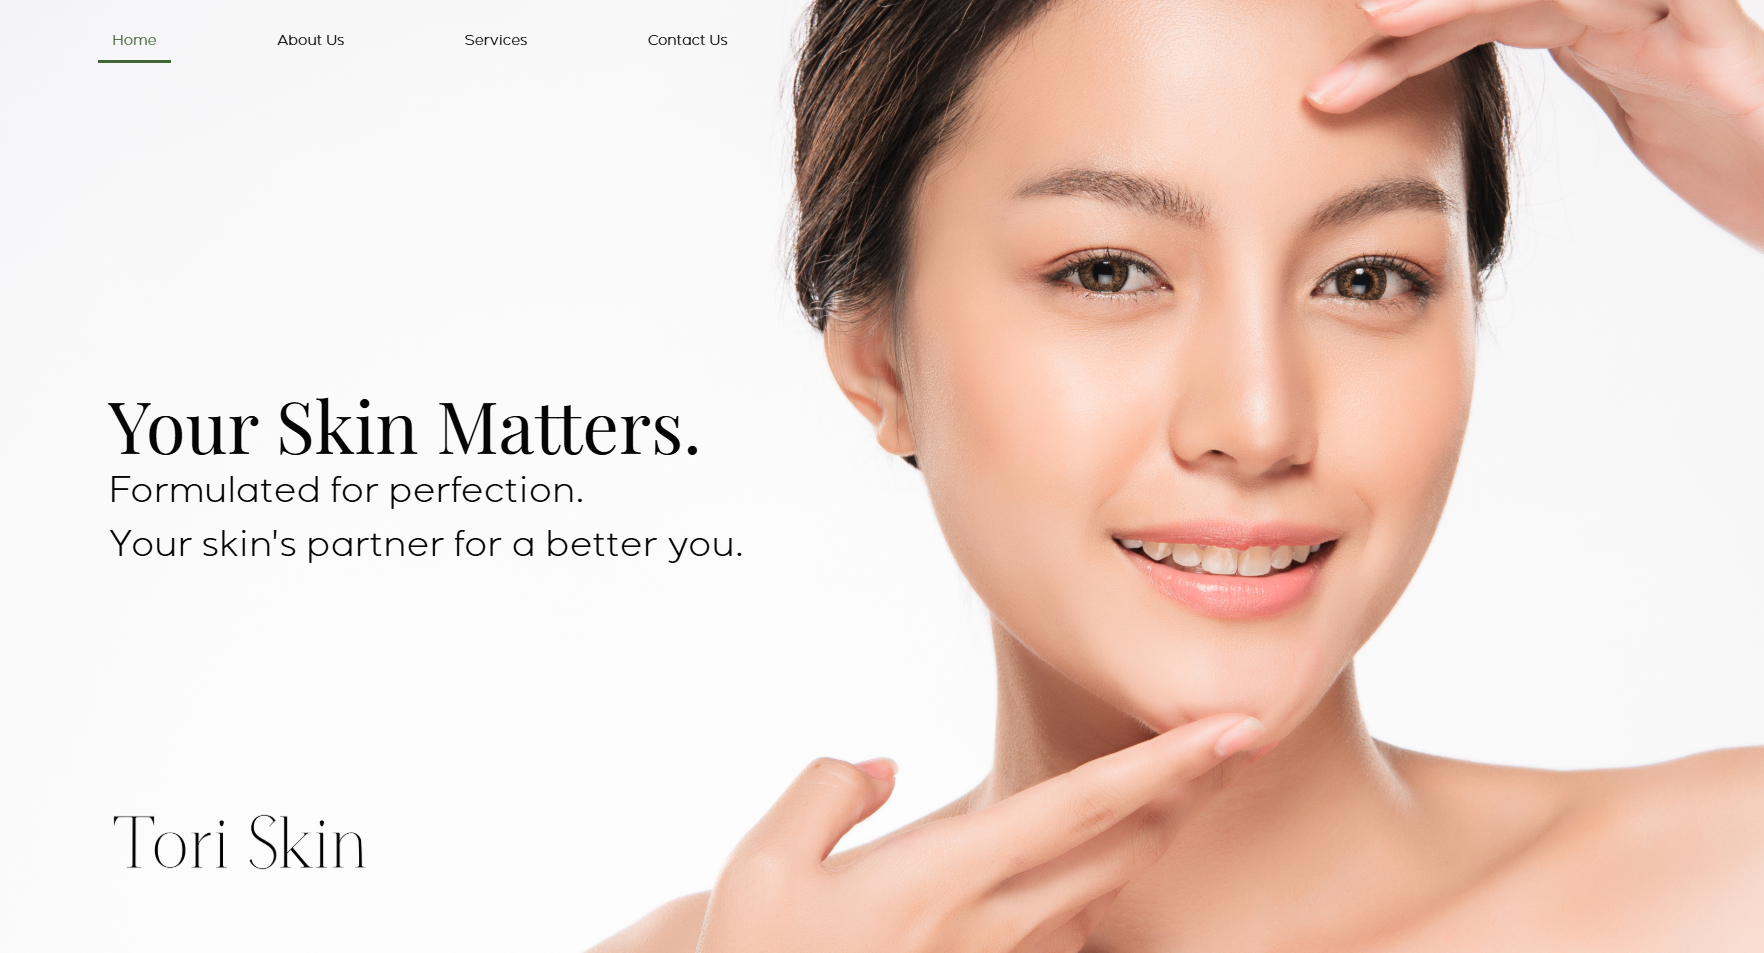 Home About Us Services Contact Us
Your Skin Matters.
Formulated for perfection.
Your skin's partner for a better you.
Tori Skin